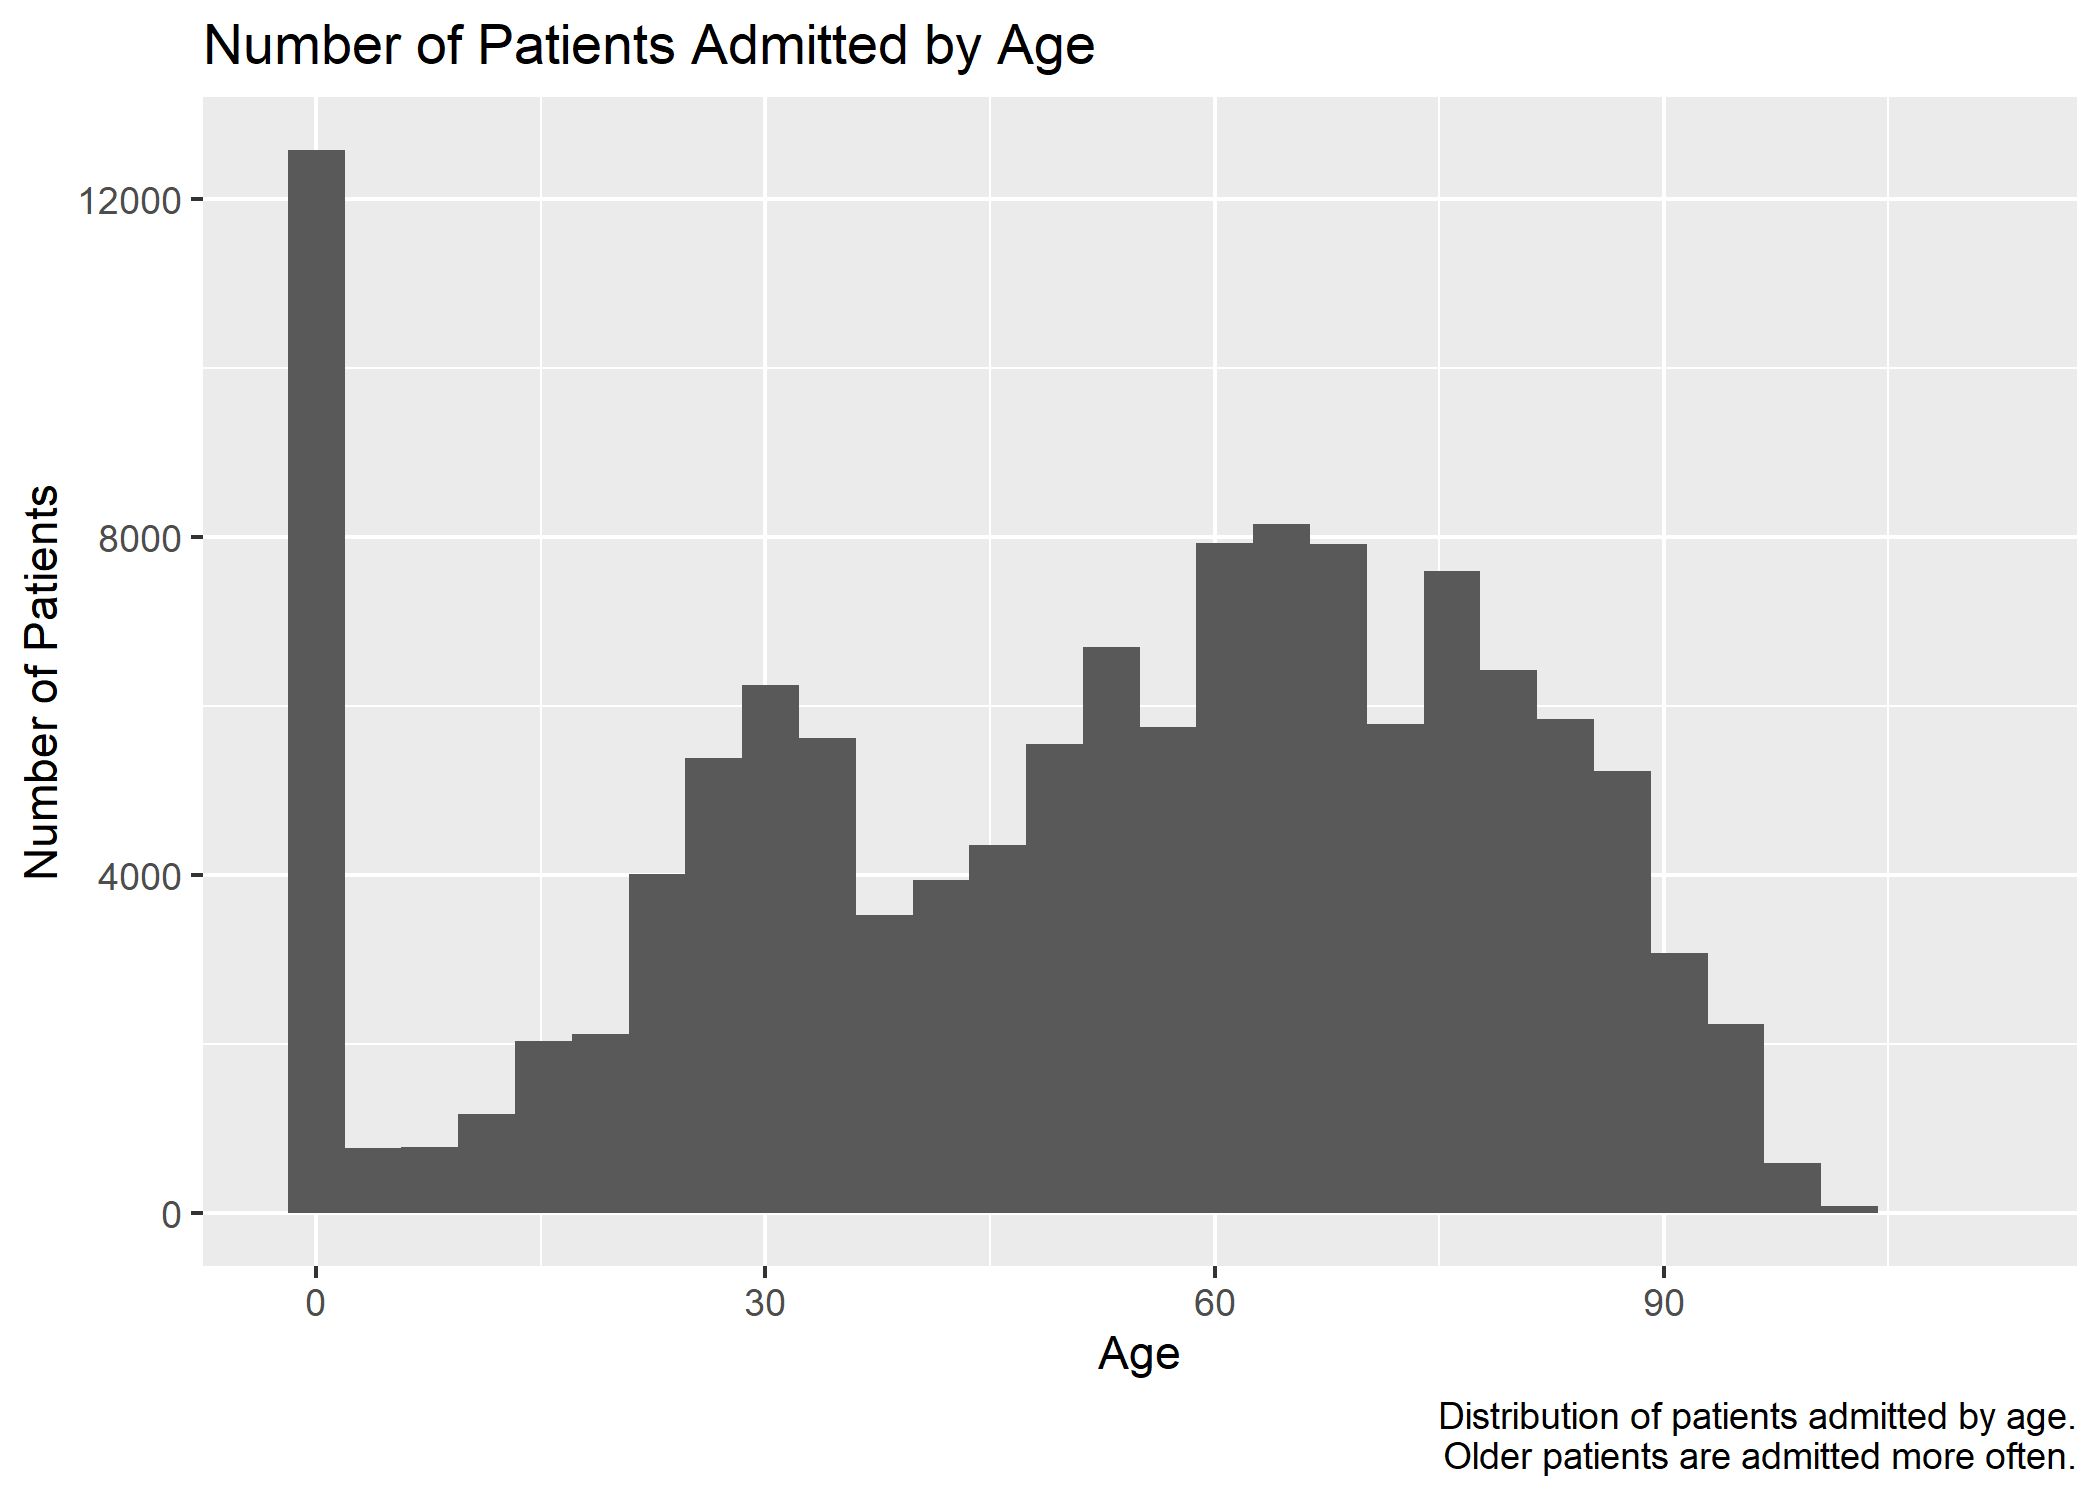 Number of Patients Admitted by Age
Number of Patients
12000
8000
4000
0
0 30 60 90
Age
Distribution of patients admitted by age.
Older patients are admitted more often.